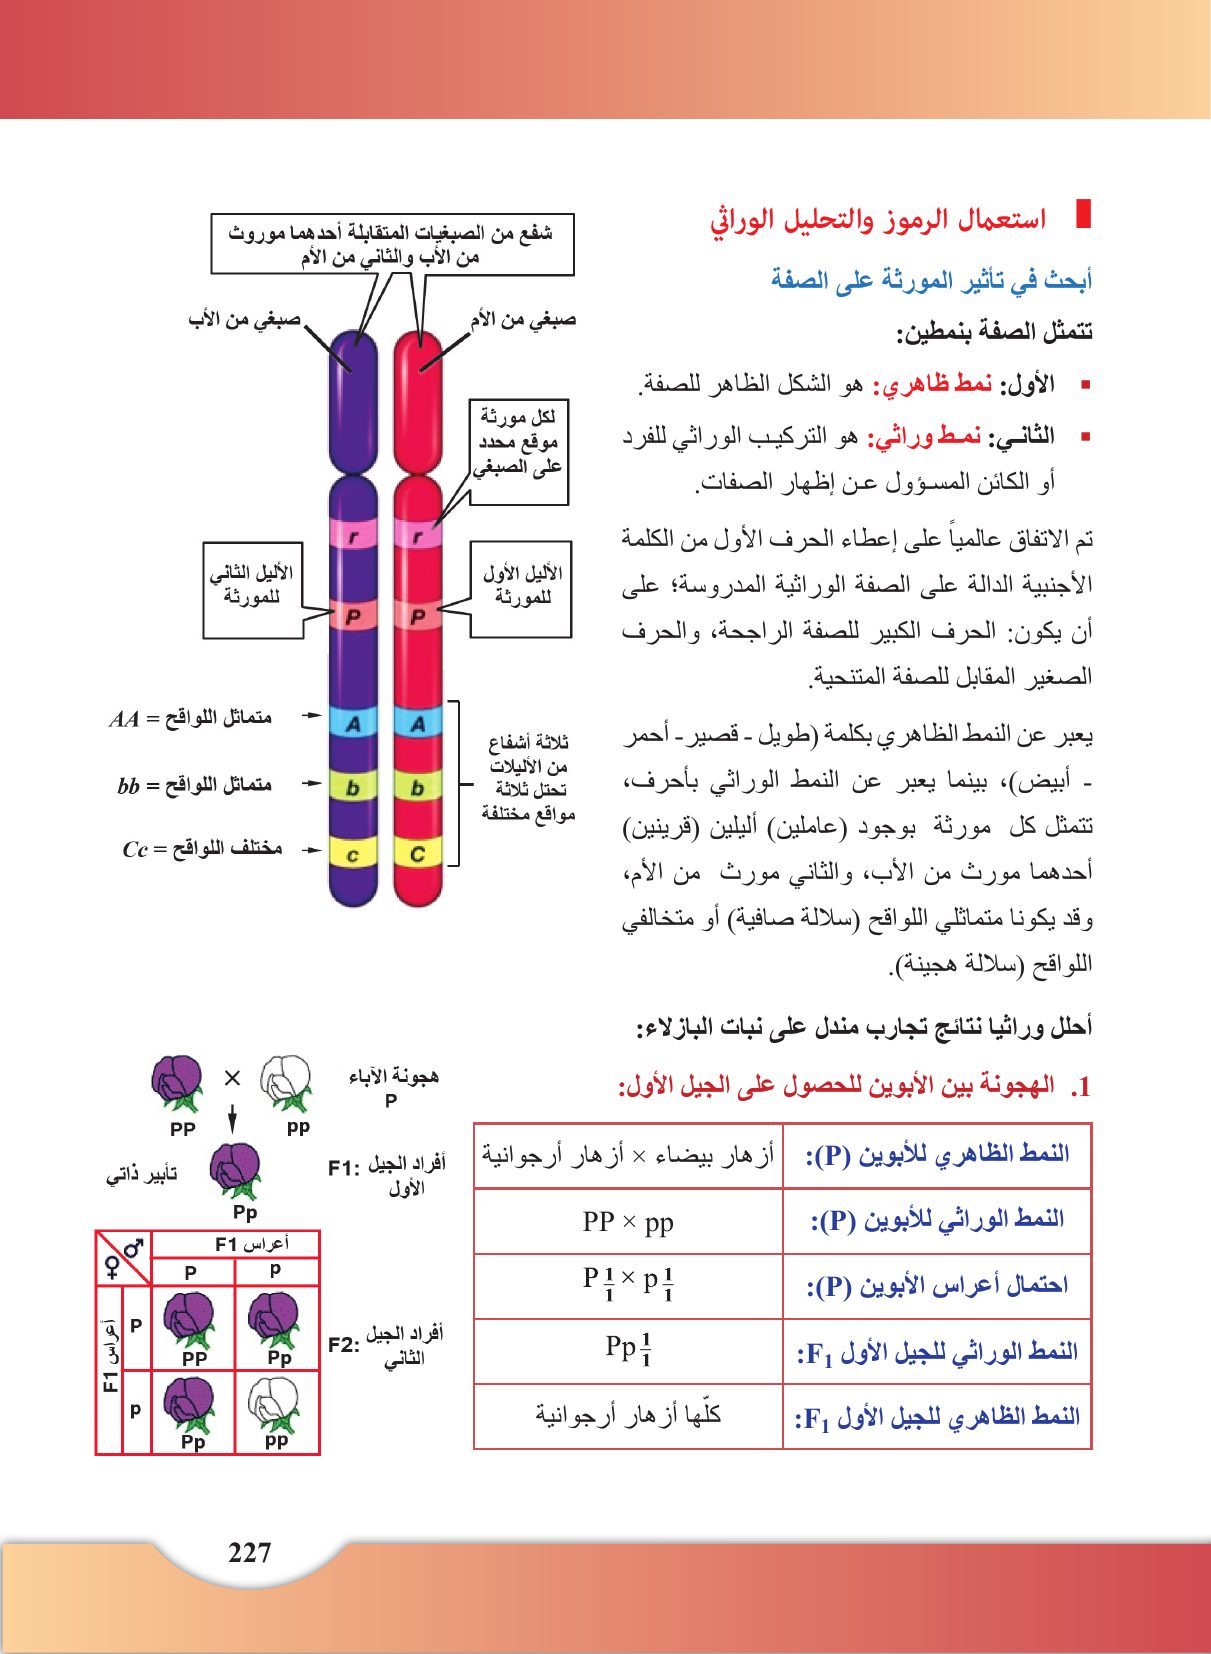 استعمال الرموز والتحليل الوراثي
أبحث في تأثير المورثة على الصفة
تتمثل الصفة بنمطين:
▪ الأول: نمط ظاهري: هو الشكل الظاهر للصفة.
▪ الثاني: نمط وراثي: هو التركيب الوراثي للفرد
أو الكائن المسؤول عن إظهار الصفات.
تم الاتفاق عالمياً على إعطاء الحرف الأول من الكلمة
الأجنبية الدالة على الصفة الوراثية المدروسة؛ على
أن يكون: الحرف الكبير للصفة الراجحة، والحرف
الصغير المقابل للصفة المتنحية.
يعبر عن النمط الظاهري بكلمة (طويل - قصير- أحمر
- أبيض)، بينما يعبر عن النمط الوراثي بأحرف،
تتمثل كل مورثة بوجود (عاملين) أليلين (قرينين)
أحدهما مورث من الأب، والثاني مورث من الأم،
وقد يكونا متماثلي اللواقح (سلالة صافية) أو متخالفي
اللواقح (سلالة هجينة).
شفع من الصبغيات المتقابلة أحدهما موروث
من الأب والثاني من الأم
صبغي من الأم
صبغي من الأب
لكل مورثة
موقع محدد
على الصبغي
r r
الأليل الأول
للمورثة
الأليل الثاني
للمورثة
P P
متماثل اللواقح = AA
A A
ثلاثة أشفاع
من الأليلات
تحتل ثلاثة
مواقع مختلفة
متماثل اللواقح = bb
b b
مختلف اللواقح = Cc
c C
أحلل وراثيا نتائج تجارب مندل على نبات البازلاء:
1. الهجونة بين الأبوين للحصول على الجيل الأول:
النمط الظاهري للأبوين (P): أزهار بيضاء × أزهار أرجوانية
النمط الوراثي للأبوين (P): PP × pp
احتمال أعراس الأبوين (P): P 1/1 × p 1/1
النمط الوراثي للجيل الأول F1: Pp 1/1
النمط الظاهري للجيل الأول F1: كلّها أزهار أرجوانية
هجونة الآباء
P
×
PP pp
أفراد الجيل F1:
الأول
تأبير ذاتي
Pp
أعراس F1
♂
♀
P p
أعراس F1
P
PP Pp
أفراد الجيل F2:
الثاني
p
Pp pp
227